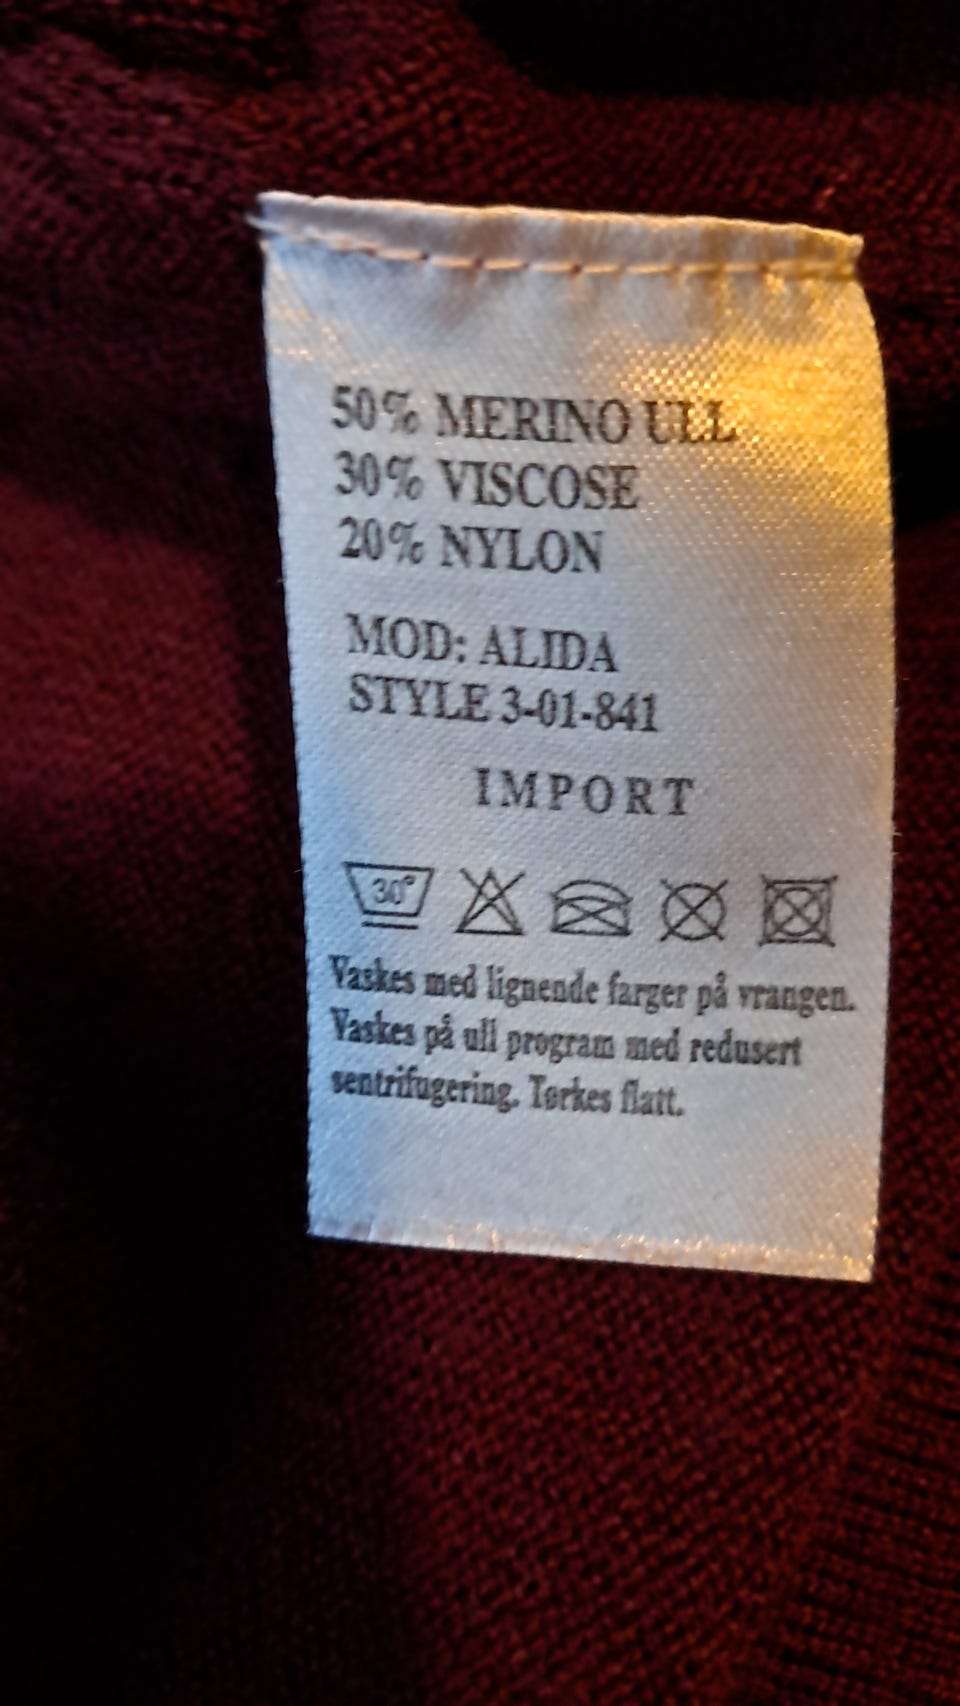 50% MERINO ULL
30% VISCOSE
20% NYLON
MOD: ALIDA
STYLE 3-01-841
IMPORT
30°
Vaskes med lignende farger på vrangen.
Vaskes på ull program med redusert
sentrifugering. Tørkes flatt.